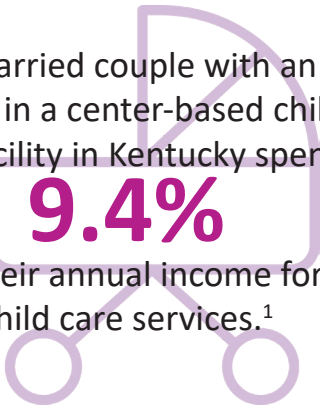 arried couple with an
in a center-based chil
cility in Kentucky spen
9.4%
eir annual income for
hild care services.¹